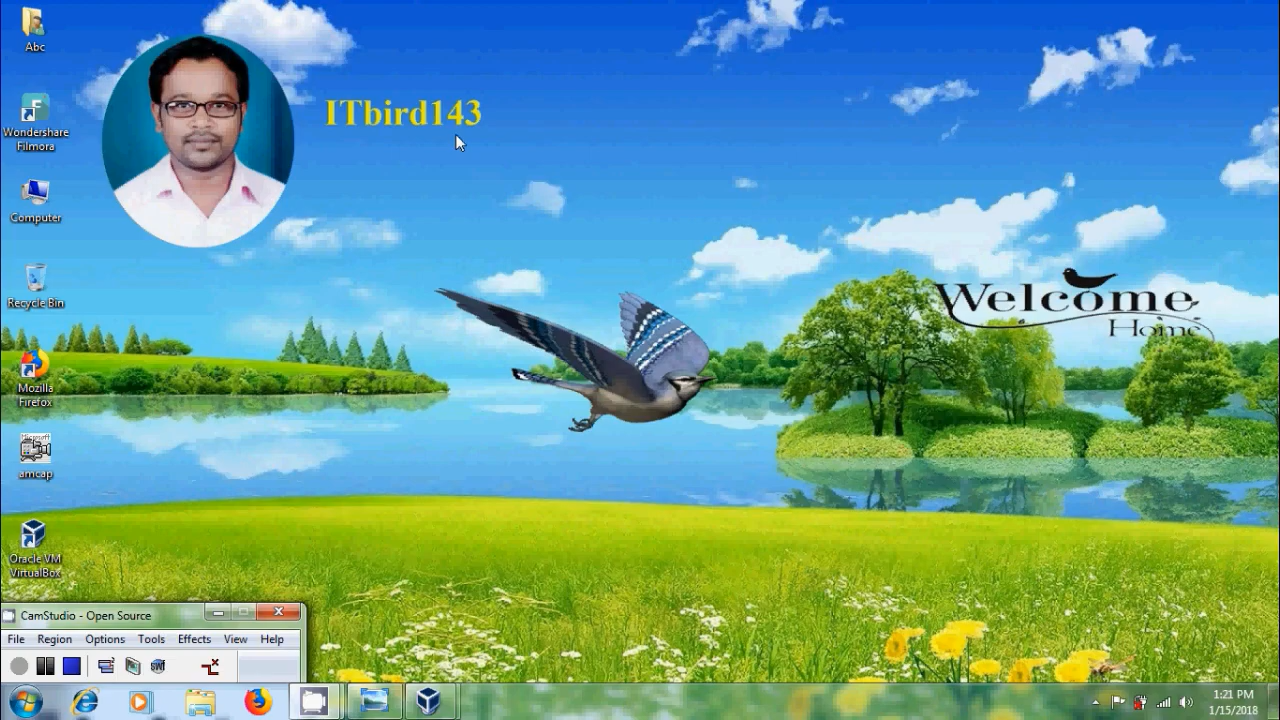 Abc
ITbird143
Wondershare
Filmora
Computer
Recycle Bin
Welcome
Home
Mozilla
Firefox
Microsoft
amcap
Oracle VM
VirtualBox
CamStudio - Open Source
File Region Options Tools Effects View Help
1:21 PM
1/15/2018